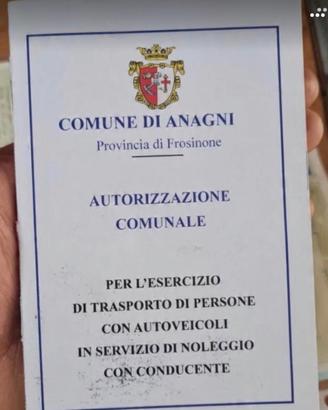 COMUNE DI ANAGNI
Provincia di Frosinone
AUTORIZZAZIONE
COMUNALE
PER L'ESERCIZIO
DI TRASPORTO DI PERSONE
CON AUTOVEICOLI
IN SERVIZIO DI NOLEGGIO
CON CONDUCENTE